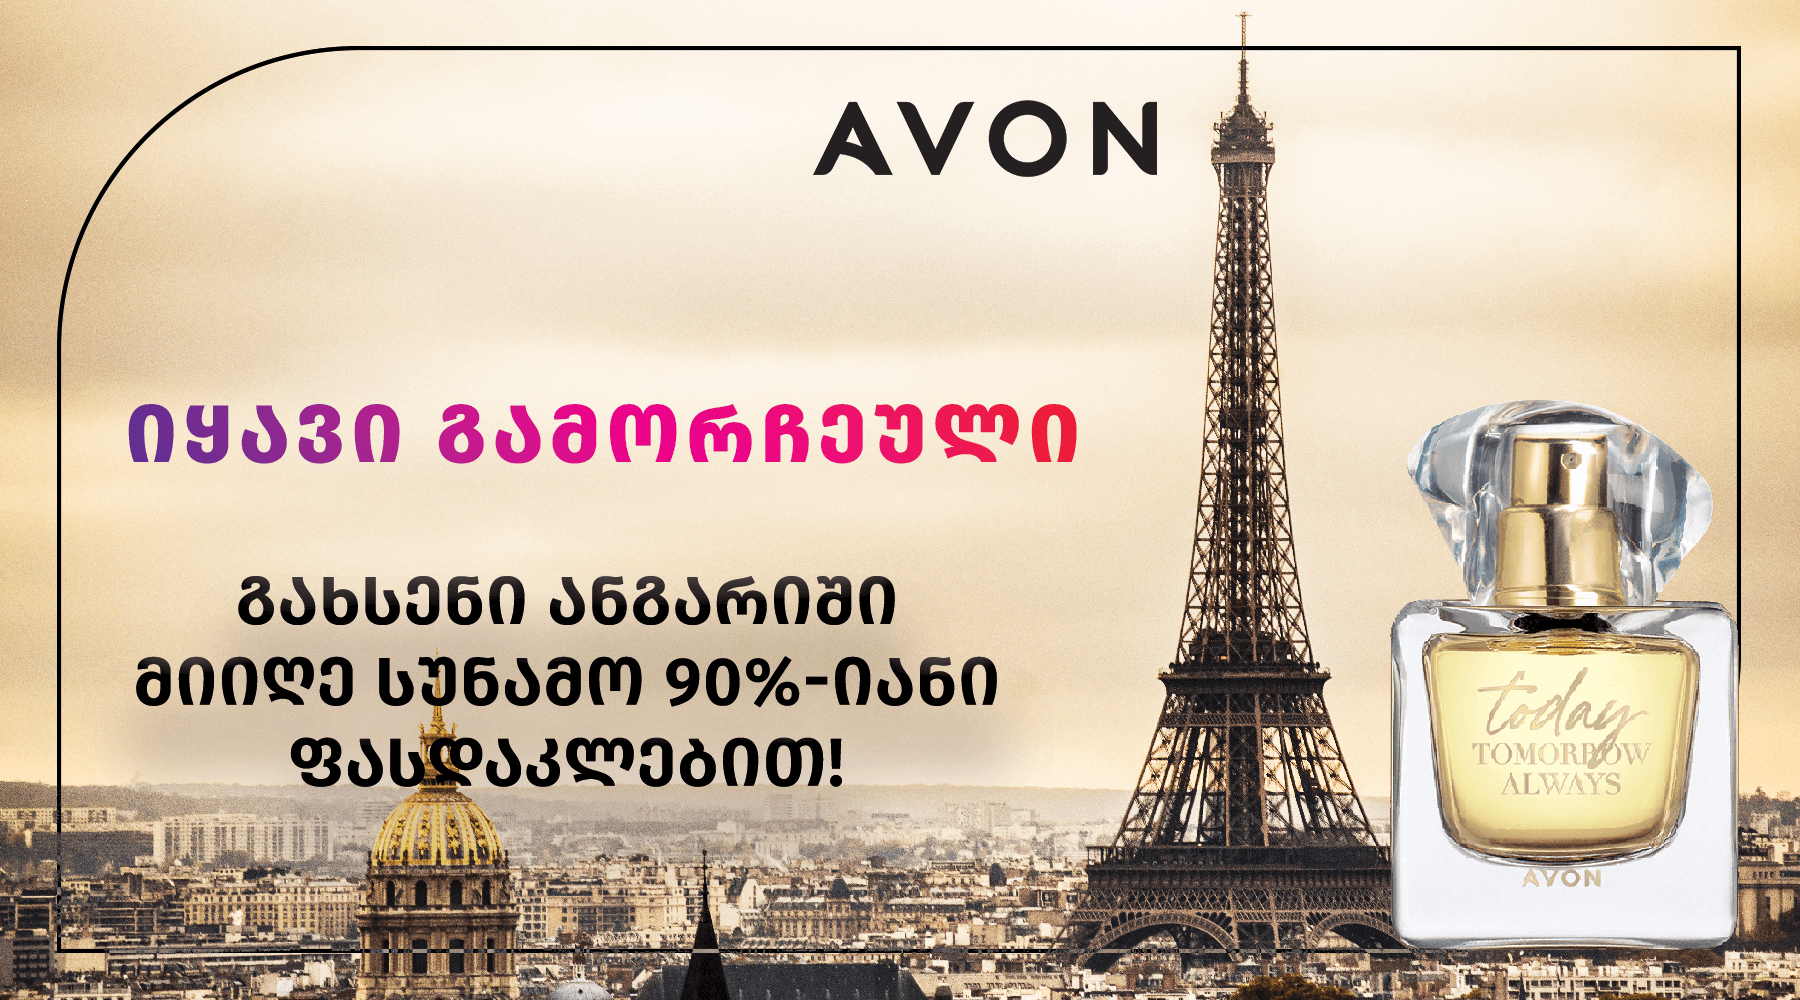 AVON
იყავი გამორჩეული
გახსენი ანგარიში
მიიღე სუნამო 90%-იანი
ფასდაკლებით!
today
TOMORROW
ALWAYS
AVON